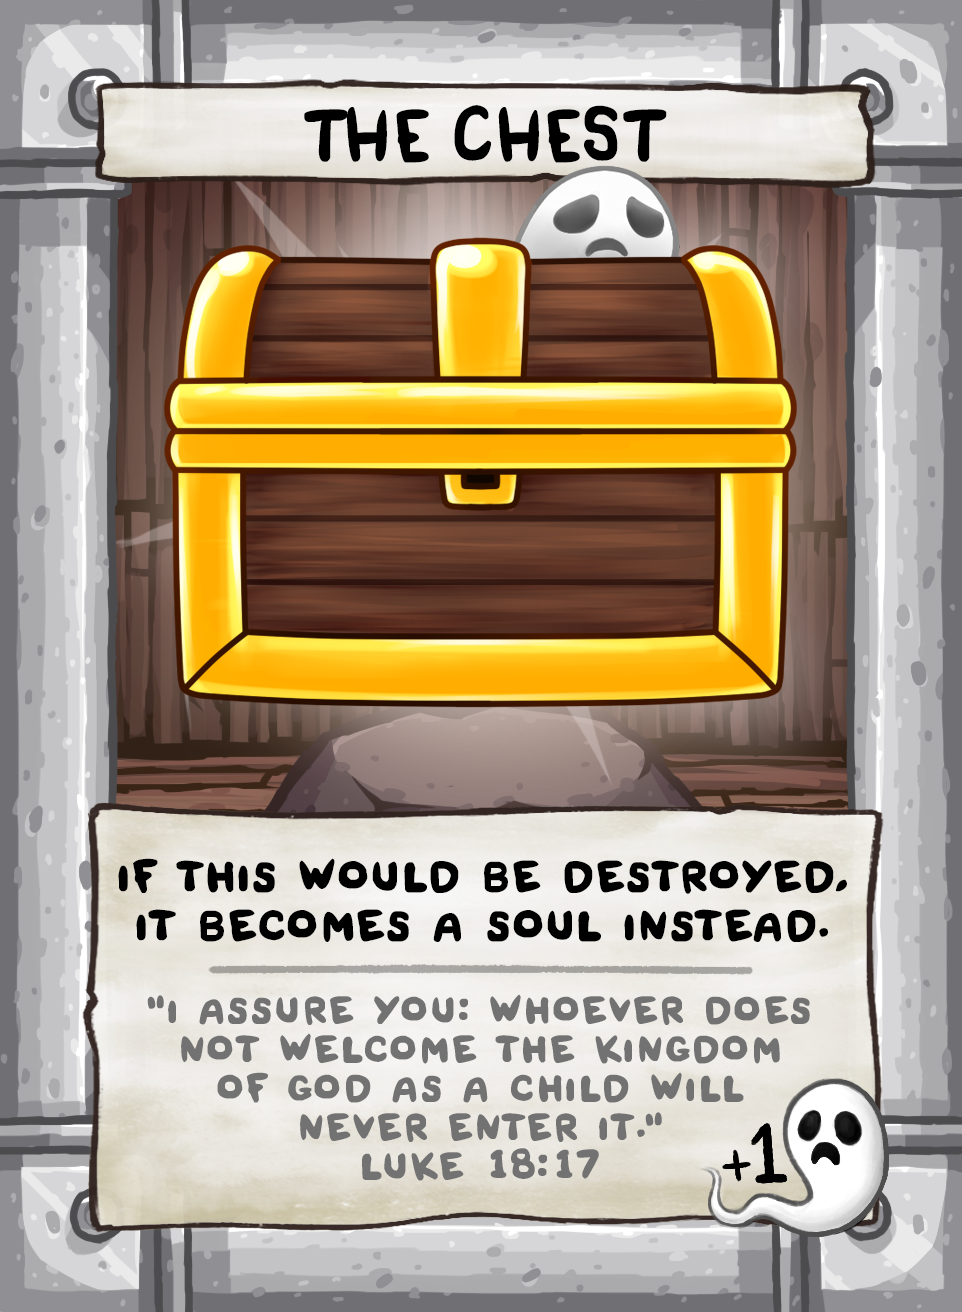 THE CHEST
IF THIS WOULD BE DESTROYED,
IT BECOMES A SOUL INSTEAD.
"I ASSURE YOU: WHOEVER DOES
NOT WELCOME THE KINGDOM
OF GOD AS A CHILD WILL
NEVER ENTER IT."
LUKE 18:17
+1